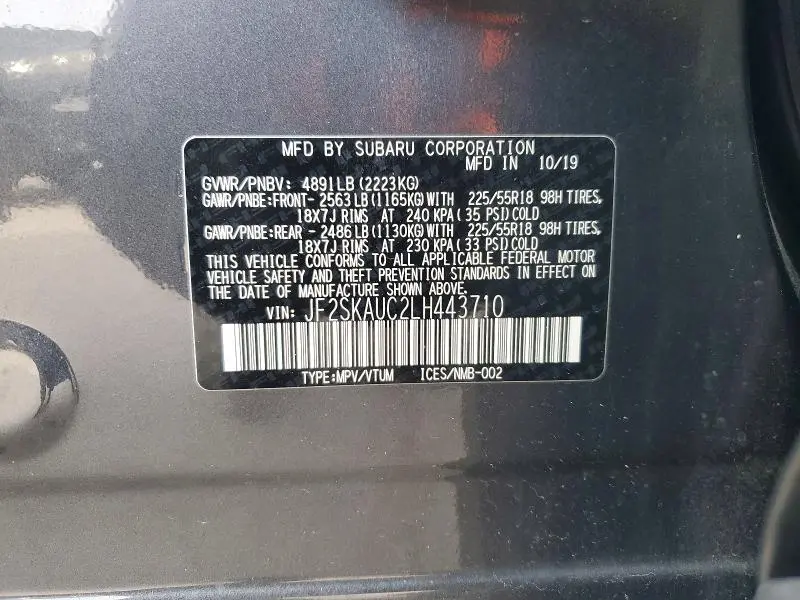 MFD BY SUBARU CORPORATION
MFD IN 10/19
GVWR/PNBV: 4891LB (2223KG)
GAWR/PNBE:FRONT- 2563LB (1165KG) WITH 225/55R18 98H TIRES,
18X7J RIMS AT 240 KPA (35 PSI) COLD
GAWR/PNBE:REAR - 2486LB (1130KG) WITH 225/55R18 98H TIRES,
18X7J RIMS AT 230 KPA (33 PSI) COLD
THIS VEHICLE CONFORMS TO ALL APPLICABLE FEDERAL MOTOR
VEHICLE SAFETY AND THEFT PREVENTION STANDARDS IN EFFECT ON
THE DATE OF MANUFACTURE SHOWN ABOVE.
VIN: JF2SKAUC2LH443710
TYPE:MPV/VTUM ICES/NMB-002